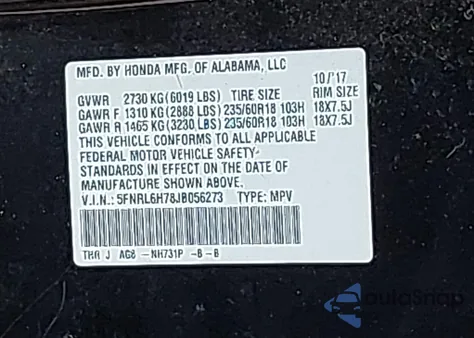 MFD. BY HONDA MFG. OF ALABAMA, LLC
10/'17
GVWR 2730 KG(6019 LBS) TIRE SIZE RIM SIZE
GAWR F 1310 KG(2888 LBS)235/60R18 103H 18X7.5J
GAWR R 1465 KG(3230 LBS)235/60R18 103H 18X7.5J
THIS VEHICLE CONFORMS TO ALL APPLICABLE
FEDERAL MOTOR VEHICLE SAFETY
STANDARDS IN EFFECT ON THE DATE OF
MANUFACTURE SHOWN ABOVE.
V.I.N.:5FNRL6H78JB056273 TYPE: MPV
THR J AG8 -NH731P -B -B
autoSnap